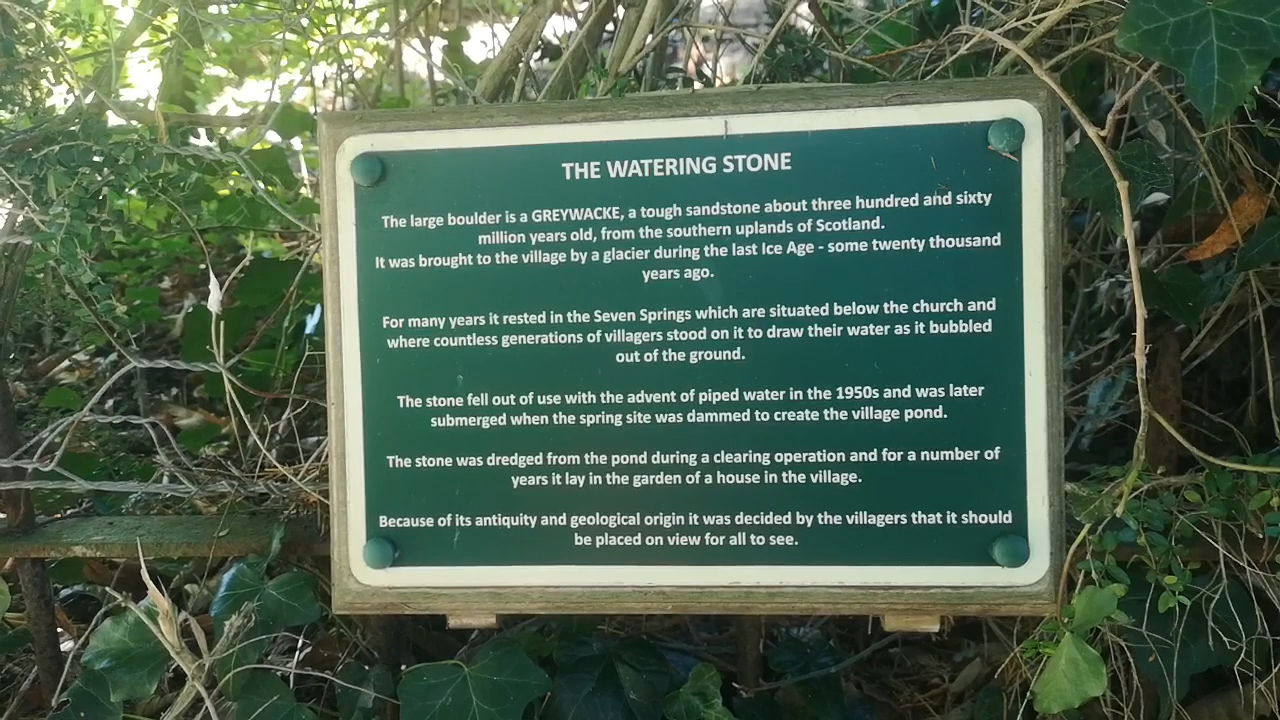 THE WATERING STONE
The large boulder is a GREYWACKE, a tough sandstone about three hundred and sixty
million years old, from the southern uplands of Scotland.
It was brought to the village by a glacier during the last Ice Age - some twenty thousand
years ago.
For many years it rested in the Seven Springs which are situated below the church and
where countless generations of villagers stood on it to draw their water as it bubbled
out of the ground.
The stone fell out of use with the advent of piped water in the 1950s and was later
submerged when the spring site was dammed to create the village pond.
The stone was dredged from the pond during a clearing operation and for a number of
years it lay in the garden of a house in the village.
Because of its antiquity and geological origin it was decided by the villagers that it should
be placed on view for all to see.